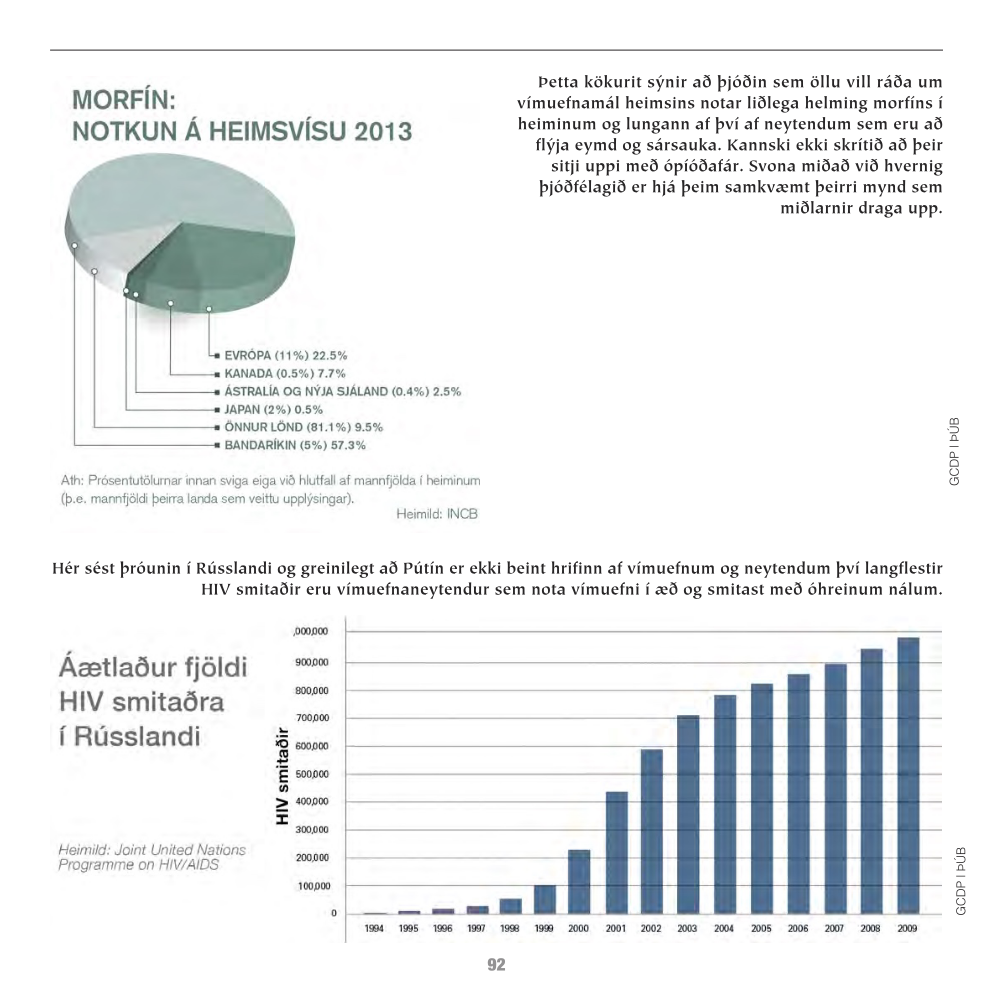 MORFÍN:
NOTKUN Á HEIMSVÍSU 2013
EVRÓPA (11%) 22.5%
KANADA (0.5%) 7.7%
ÁSTRALÍA OG NÝJA SJÁLAND (0.4%) 2.5%
JAPAN (2%) 0.5%
ÖNNUR LÖND (81.1%) 9.5%
BANDARÍKIN (5%) 57.3%
Ath: Prósentutölurnar innan sviga eiga við hlutfall af mannfjölda í heiminum
(þ.e. mannfjöldi þeirra landa sem veittu upplýsingar).
Heimild: INCB
Þetta kökurit sýnir að þjóðin sem öllu vill ráða um
vímuefnamál heimsins notar liðlega helming morfíns í
heiminum og lungann af því af neytendum sem eru að
flýja eymd og sársauka. Kannski ekki skrítið að þeir
sitji uppi með ópíóðafár. Svona miðað við hvernig
þjóðfélagið er hjá þeim samkvæmt þeirri mynd sem
miðlarnir draga upp.
GCDP | ÞÚB
Hér sést þróunin í Rússlandi og greinilegt að Pútín er ekki beint hrifinn af vímuefnum og neytendum því langflestir
HIV smitaðir eru vímuefnaneytendur sem nota vímuefni í æð og smitast með óhreinum nálum.
Áætlaður fjöldi
HIV smitaðra
í Rússlandi
Heimild: Joint United Nations
Programme on HIV/AIDS
HIV smitaðir
,000,000
900,000
800,000
700,000
600,000
500,000
400,000
300,000
200,000
100,000
0
1994 1995 1996 1997 1998 1999 2000 2001 2002 2003 2004 2005 2006 2007 2008 2009
GCDP | ÞÚB
92